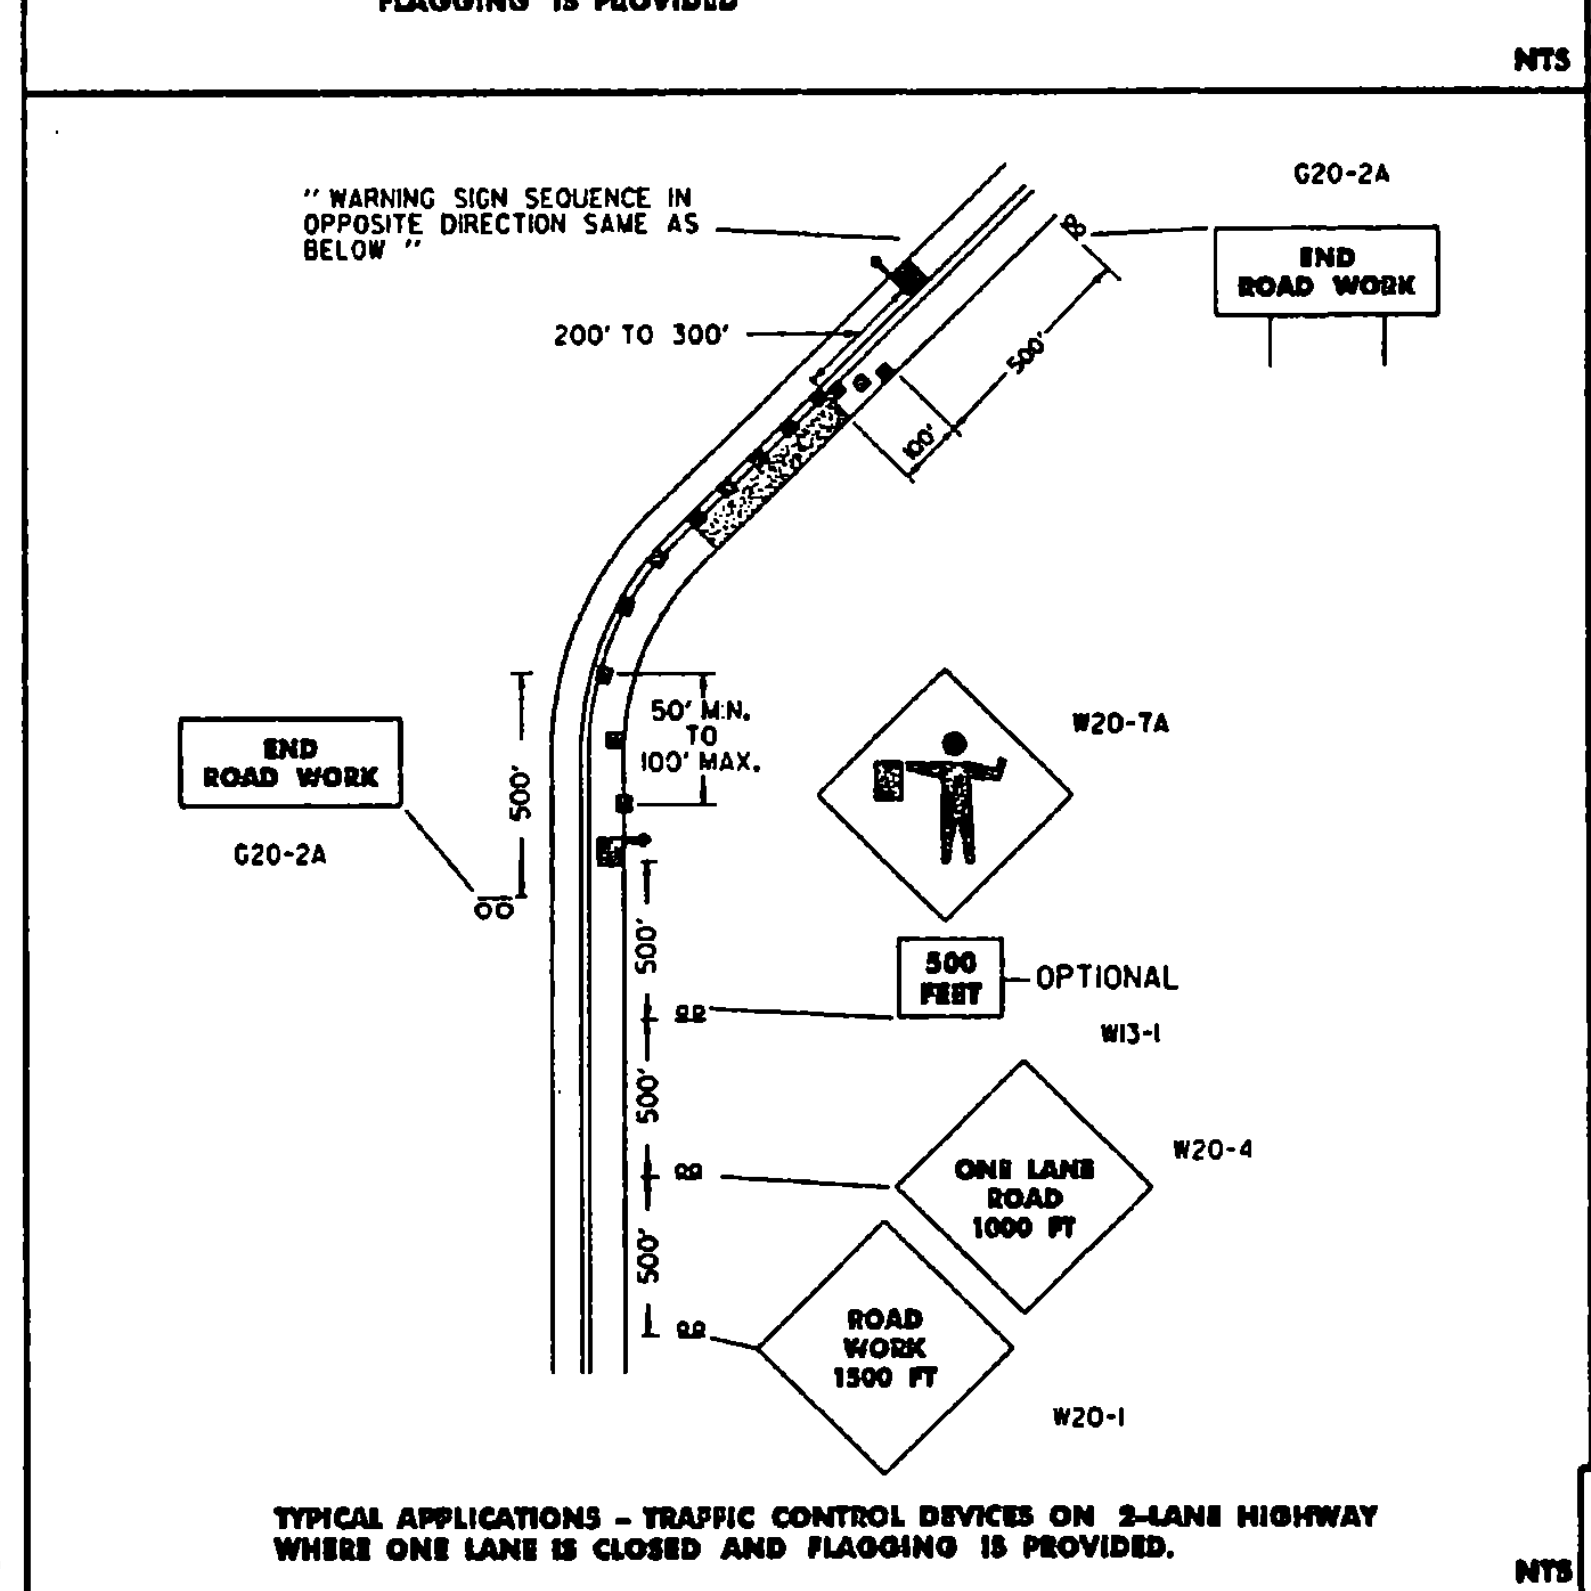 FLAGGING IS PROVIDED
NTS
G20-2A
" WARNING SIGN SEQUENCE IN
OPPOSITE DIRECTION SAME AS
BELOW "
END
ROAD WORK
200' TO 300'
500'
100'
50' MIN.
TO
100' MAX.
W20-7A
END
ROAD WORK
500'
G20-2A
500'
500
FEET
OPTIONAL
W13-1
500'
W20-4
ONE LANE
ROAD
1000 FT
500'
ROAD
WORK
1500 FT
W20-1
TYPICAL APPLICATIONS - TRAFFIC CONTROL DEVICES ON 2-LANE HIGHWAY
WHERE ONE LANE IS CLOSED AND FLAGGING IS PROVIDED.
NTS